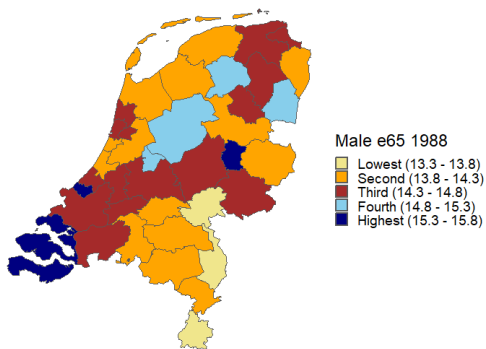 Male e65 1988
Lowest (13.3 - 13.8)
Second (13.8 - 14.3)
Third (14.3 - 14.8)
Fourth (14.8 - 15.3)
Highest (15.3 - 15.8)